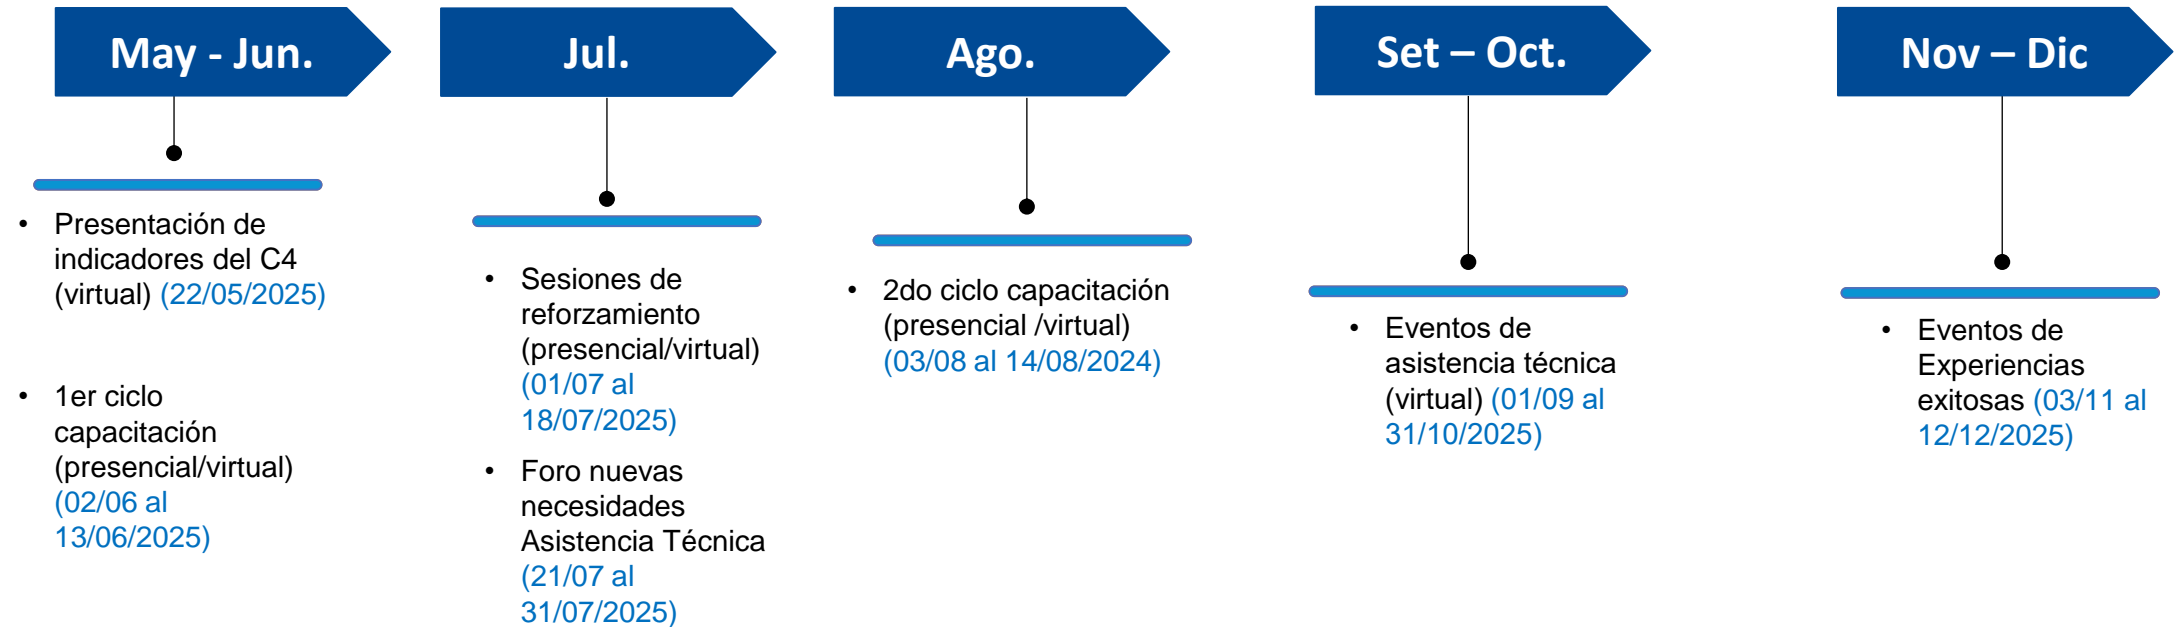 May - Jun.
• Presentación de
indicadores del C4
(virtual) (22/05/2025)
• 1er ciclo
capacitación
(presencial/virtual)
(02/06 al
13/06/2025)
Jul.
• Sesiones de
reforzamiento
(presencial/virtual)
(01/07 al
18/07/2025)
• Foro nuevas
necesidades
Asistencia Técnica
(21/07 al
31/07/2025)
Ago.
• 2do ciclo capacitación
(presencial /virtual)
(03/08 al 14/08/2024)
Set – Oct.
• Eventos de
asistencia técnica
(virtual) (01/09 al
31/10/2025)
Nov – Dic
• Eventos de
Experiencias
exitosas (03/11 al
12/12/2025)